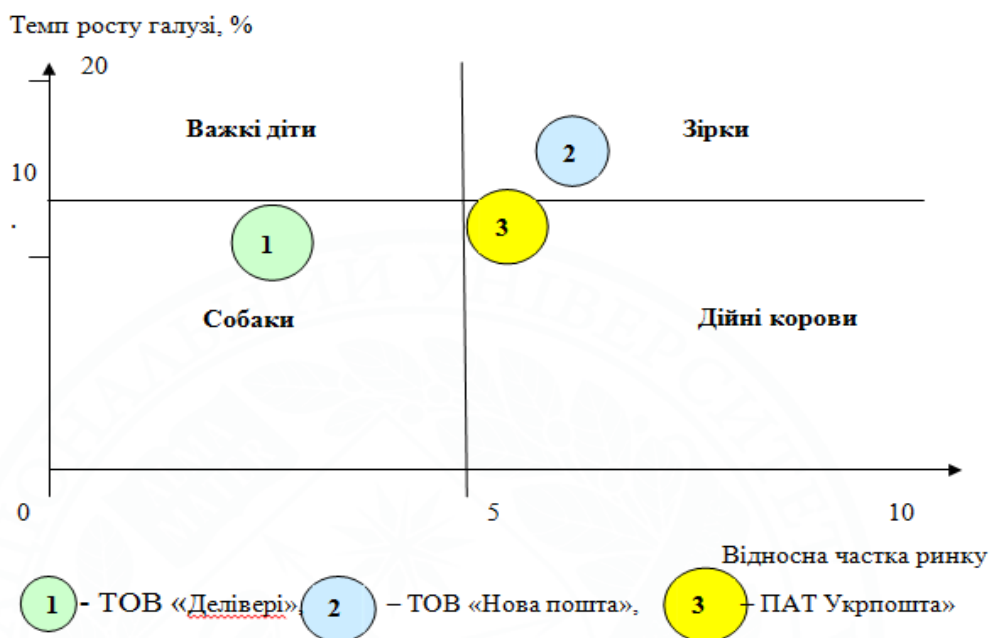 Темп росту галузі, %
20
Важкі діти
Зірки
2
10
3
.
1
Собаки
Дійні корови
0
5
10
Відносна частка ринку
1 - ТОВ «Делівері», 2 – ТОВ «Нова пошта», 3 – ПАТ Укрпошта»